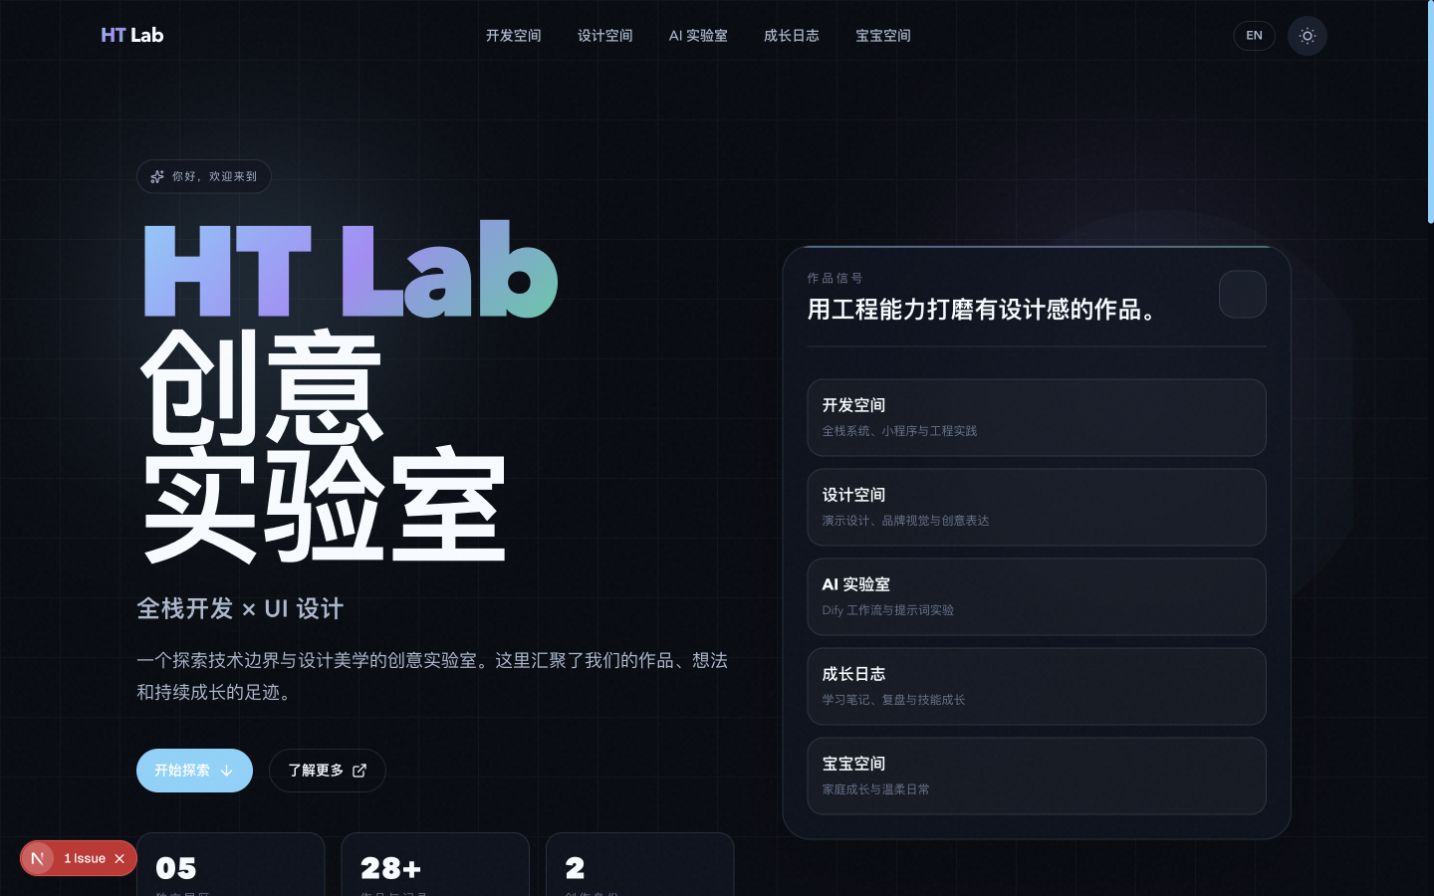 HT Lab
开发空间
设计空间
AI 实验室
成长日志
宝宝空间
EN
你好，欢迎来到
HT Lab
创意
实验室
全栈开发 × UI 设计
一个探索技术边界与设计美学的创意实验室。这里汇聚了我们的作品、想法
和持续成长的足迹。
开始探索
了解更多
05
28+
2
作品信号
用工程能力打磨有设计感的作品。
开发空间
全栈系统、小程序与工程实践
设计空间
演示设计、品牌视觉与创意表达
AI 实验室
Dify 工作流与提示词实验
成长日志
学习笔记、复盘与技能成长
宝宝空间
家庭成长与温柔日常
N
1 Issue